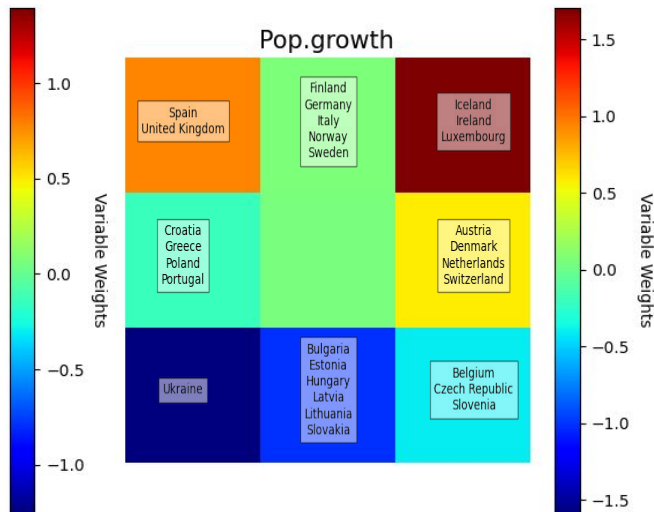 Pop.growth
1.0
0.5
0.0
−0.5
−1.0
Variable Weights
Spain
United Kingdom
Finland
Germany
Italy
Norway
Sweden
Iceland
Ireland
Luxembourg
Croatia
Greece
Poland
Portugal
Austria
Denmark
Netherlands
Switzerland
Ukraine
Bulgaria
Estonia
Hungary
Latvia
Lithuania
Slovakia
Belgium
Czech Republic
Slovenia
1.5
1.0
0.5
0.0
−0.5
−1.0
−1.5
Variable Weights